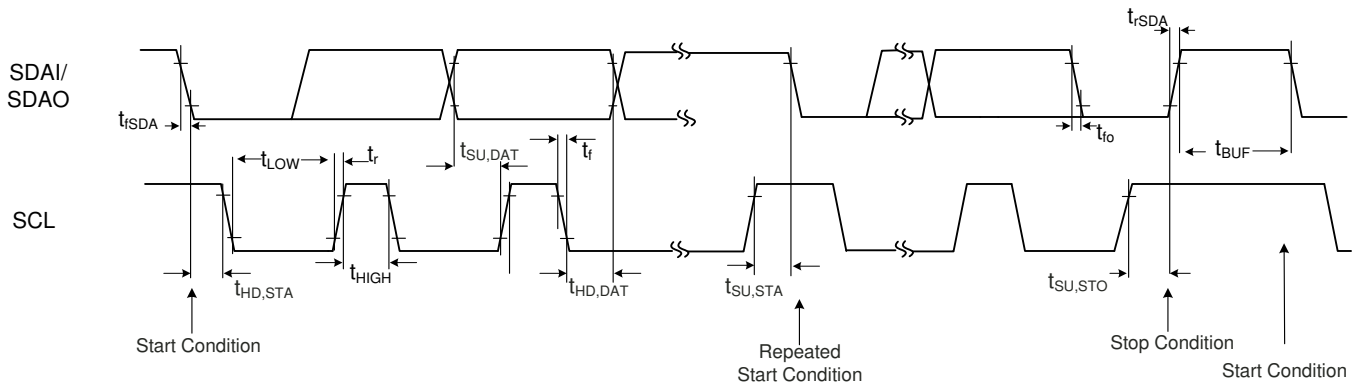 trSDA
SDAI/
SDAO
tfSDA
tLOW
tr
tSU,DAT
tf
tfo
tBUF
SCL
tHD,STA
tHIGH
tHD,DAT
tSU,STA
tSU,STO
Start Condition
Repeated
Start Condition
Stop Condition
Start Condition